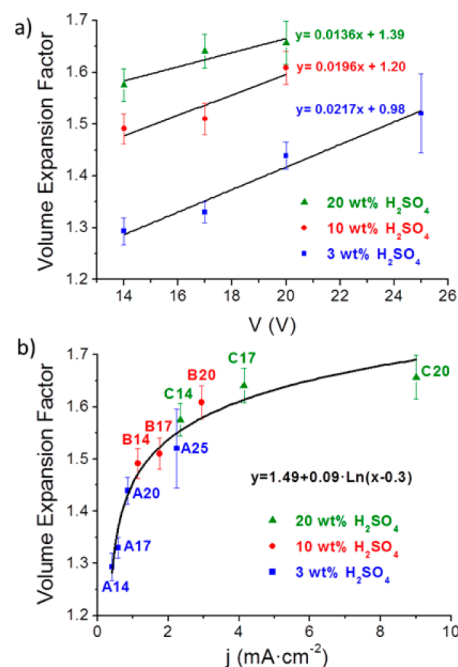 a)
Volume Expansion Factor
1.7
1.6
1.5
1.4
1.3
1.2
y= 0.0136x + 1.39
y= 0.0196x + 1.20
y= 0.0217x + 0.98
20 wt% H₂SO₄
10 wt% H₂SO₄
3 wt% H₂SO₄
14 16 18 20 22 24 26
V (V)
b)
Volume Expansion Factor
1.7
1.6
1.5
1.4
1.3
1.2
C17
C20
B20
C14
B17
B14
A25
A20
A17
A14
y=1.49+0.09·Ln(x-0.3)
20 wt% H₂SO₄
10 wt% H₂SO₄
3 wt% H₂SO₄
0 2 4 6 8 10
j (mA·cm⁻²)